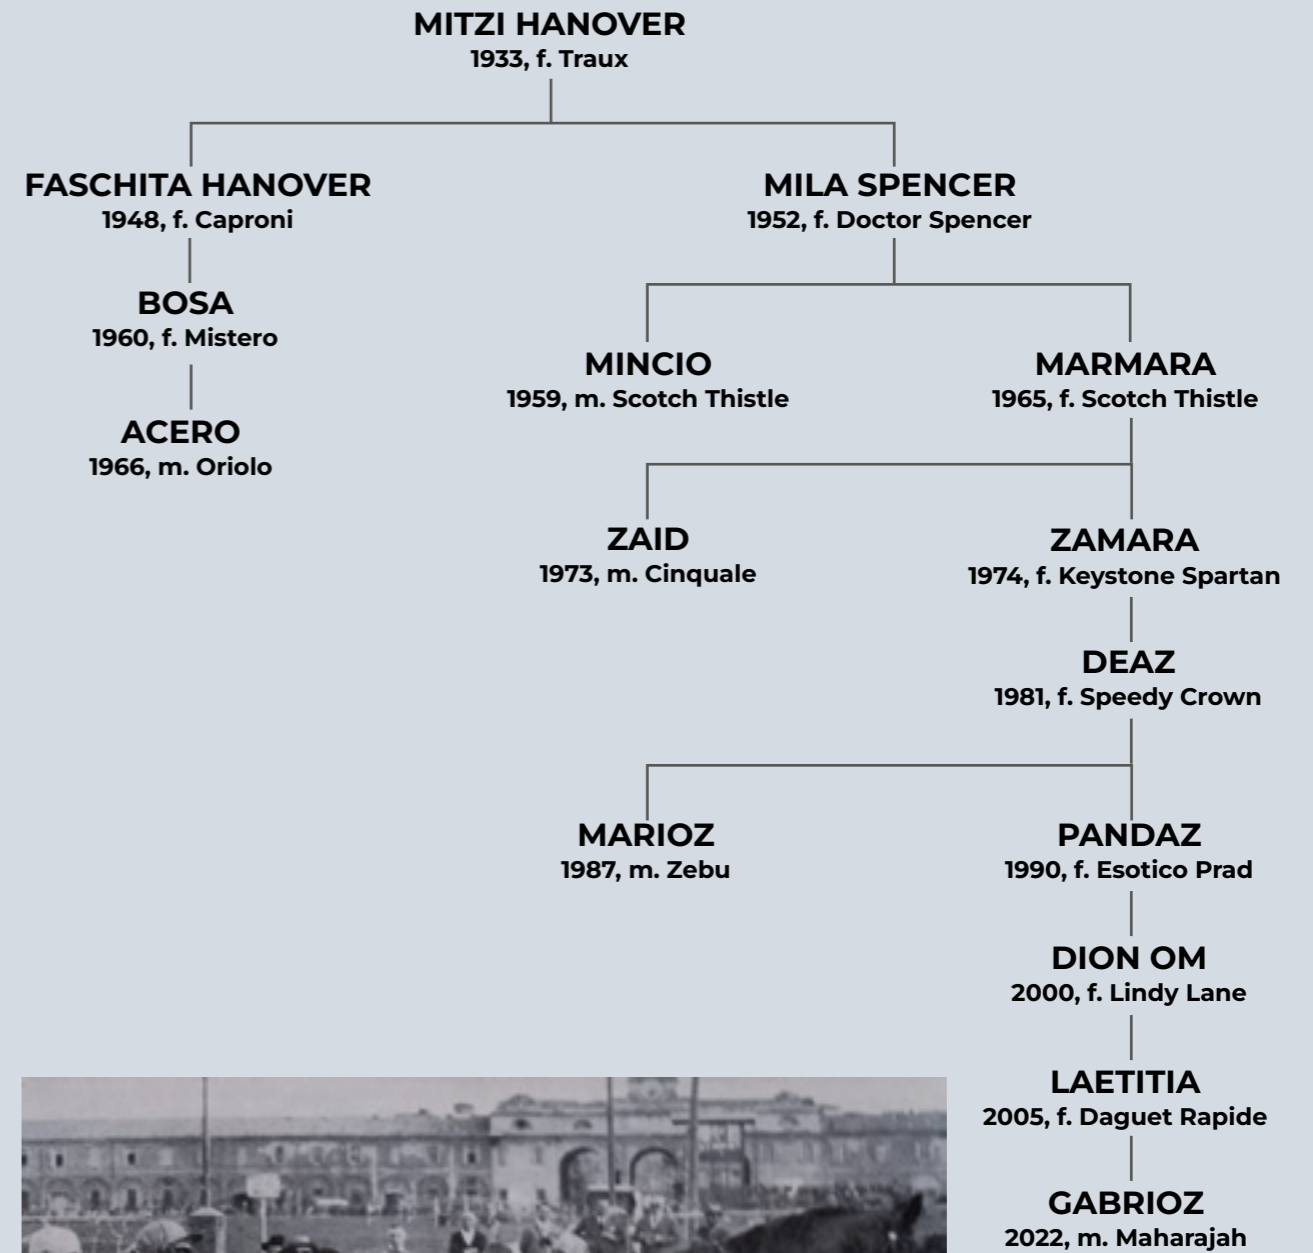 MITZI HANOVER
1933, f. Traux
FASCHITA HANOVER
1948, f. Caproni
MILA SPENCER
1952, f. Doctor Spencer
BOSA
1960, f. Mistero
MINCIO
1959, m. Scotch Thistle
MARMARA
1965, f. Scotch Thistle
ACERO
1966, m. Oriolo
ZAID
1973, m. Cinquale
ZAMARA
1974, f. Keystone Spartan
DEAZ
1981, f. Speedy Crown
MARIOZ
1987, m. Zebu
PANDAZ
1990, f. Esotico Prad
DION OM
2000, f. Lindy Lane
LAETITIA
2005, f. Daguet Rapide
GABRIOZ
2022, m. Maharajah